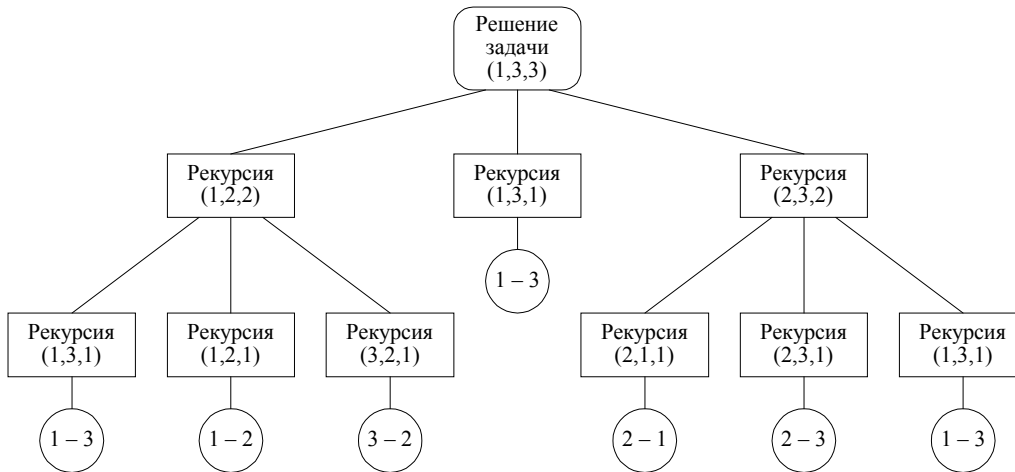 Решение
задачи
(1,3,3)
Рекурсия
(1,2,2)
Рекурсия
(1,3,1)
Рекурсия
(2,3,2)
1 – 3
Рекурсия
(1,3,1)
Рекурсия
(1,2,1)
Рекурсия
(3,2,1)
Рекурсия
(2,1,1)
Рекурсия
(2,3,1)
Рекурсия
(1,3,1)
1 – 3
1 – 2
3 – 2
2 – 1
2 – 3
1 – 3